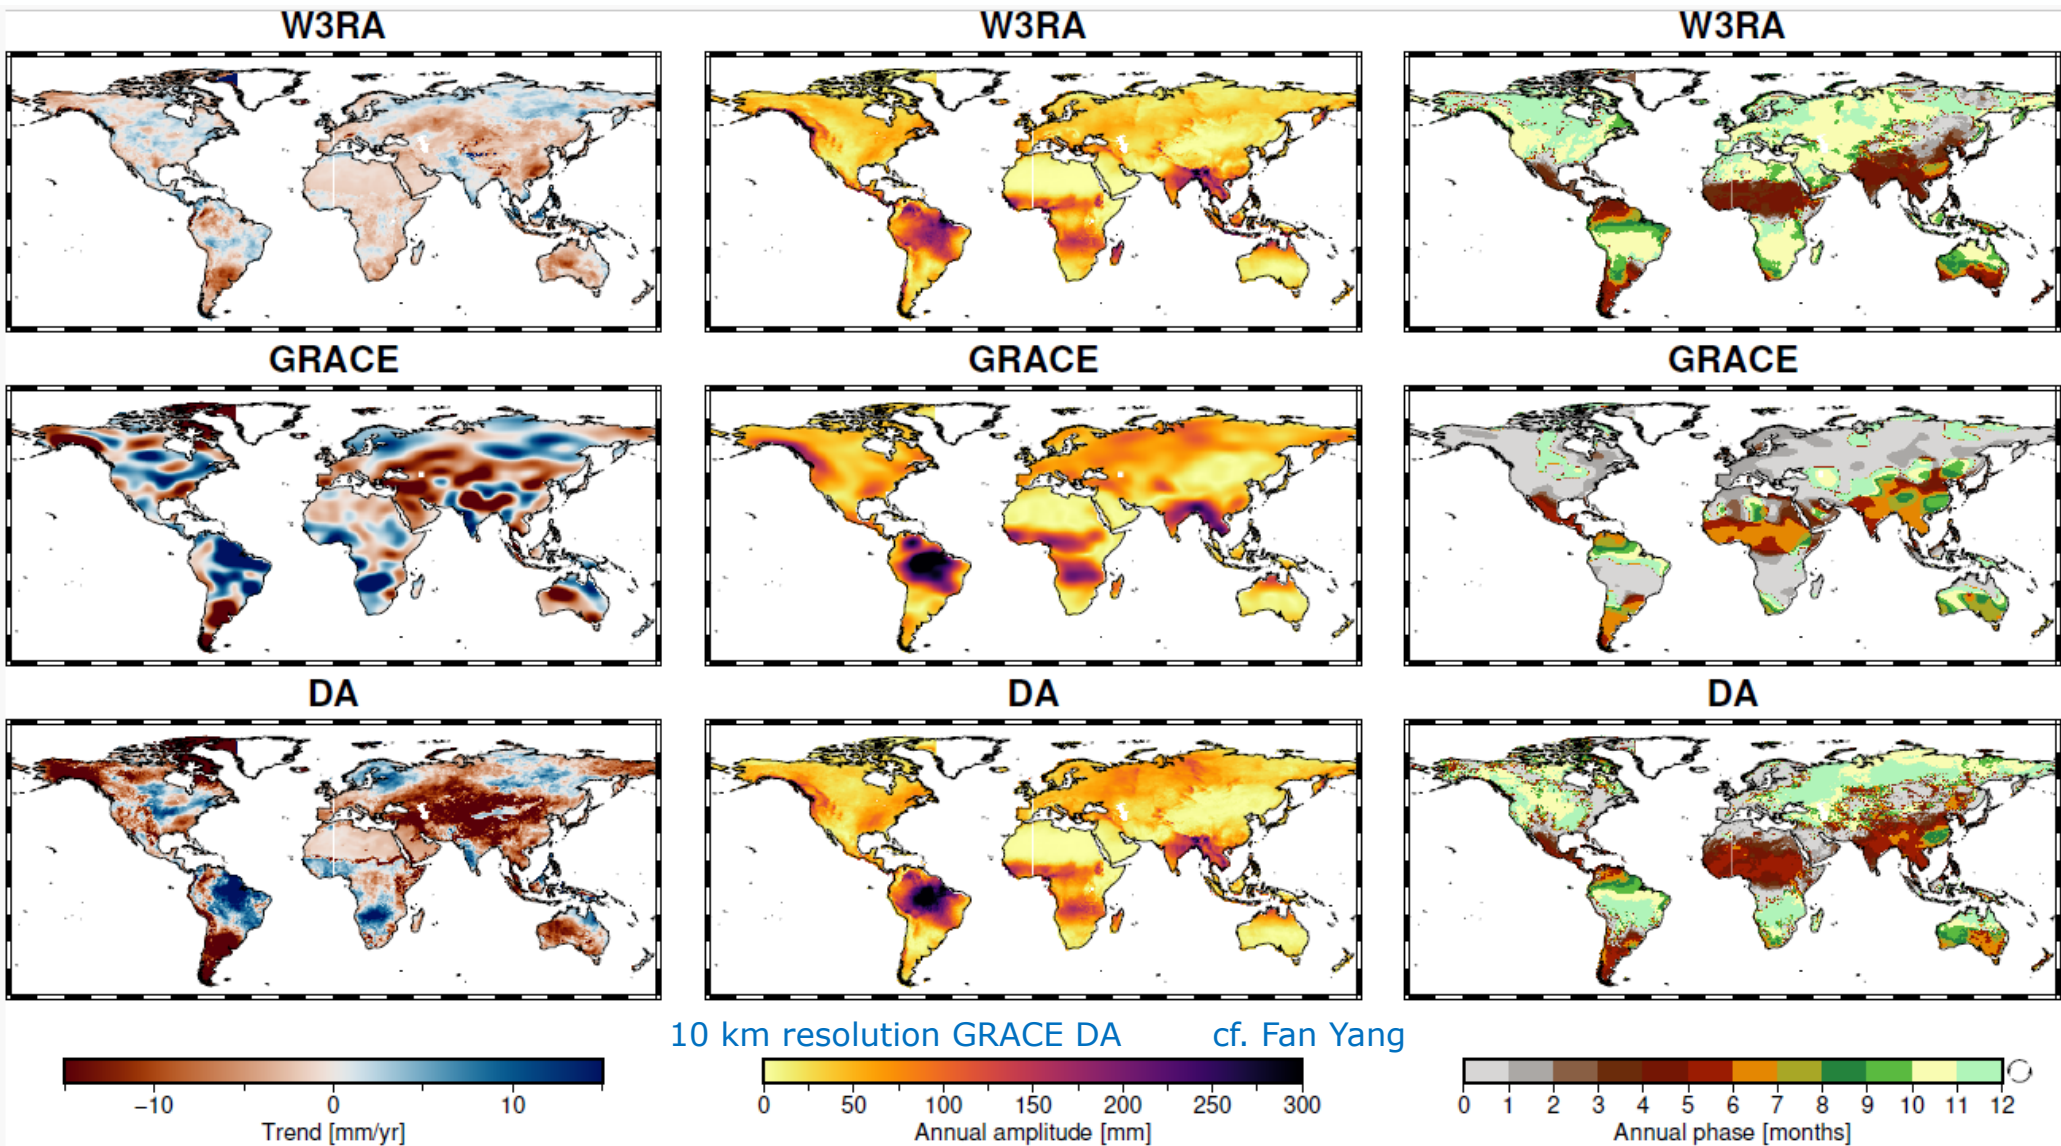 W3RA W3RA W3RA
GRACE GRACE GRACE
DA DA DA
10 km resolution GRACE DA cf. Fan Yang
−10 0 10
Trend [mm/yr]
0 50 100 150 200 250 300
Annual amplitude [mm]
0 1 2 3 4 5 6 7 8 9 10 11 12
Annual phase [months]